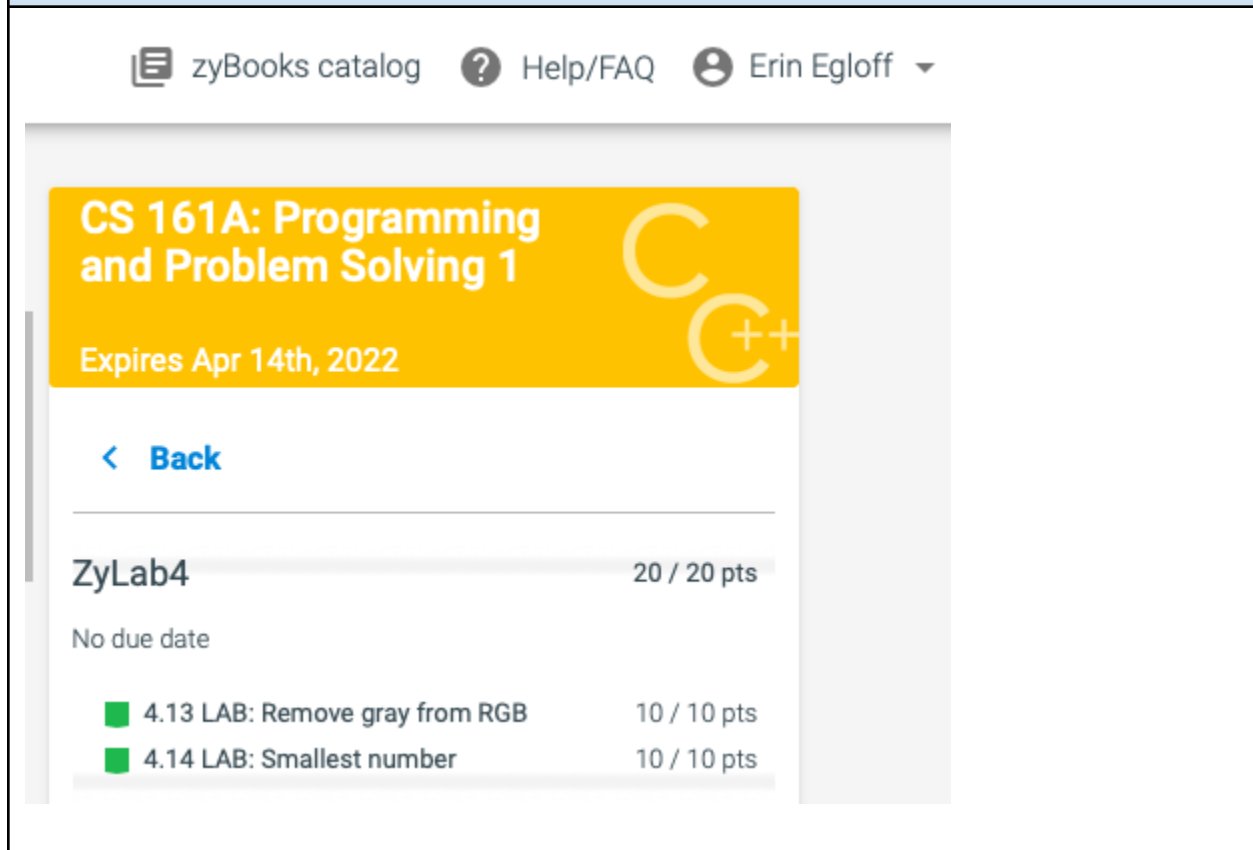 zyBooks catalog Help/FAQ Erin Egloff
CS 161A: Programming
and Problem Solving 1
C
C++
Expires Apr 14th, 2022
Back
ZyLab4 20 / 20 pts
No due date
4.13 LAB: Remove gray from RGB 10 / 10 pts
4.14 LAB: Smallest number 10 / 10 pts